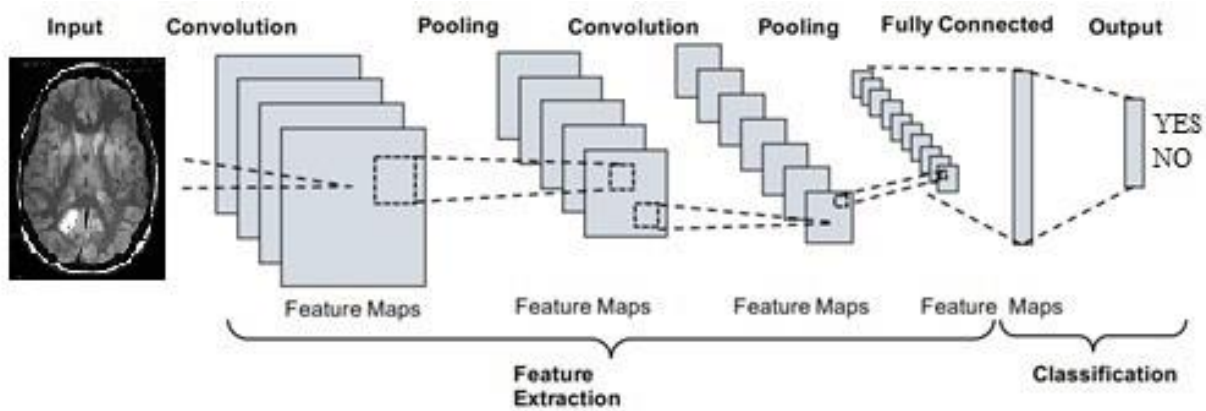 Input
Convolution
Pooling
Convolution
Pooling
Fully Connected
Output
YES
NO
Feature Maps
Feature Maps
Feature Maps
Feature Maps
Feature
Extraction
Classification